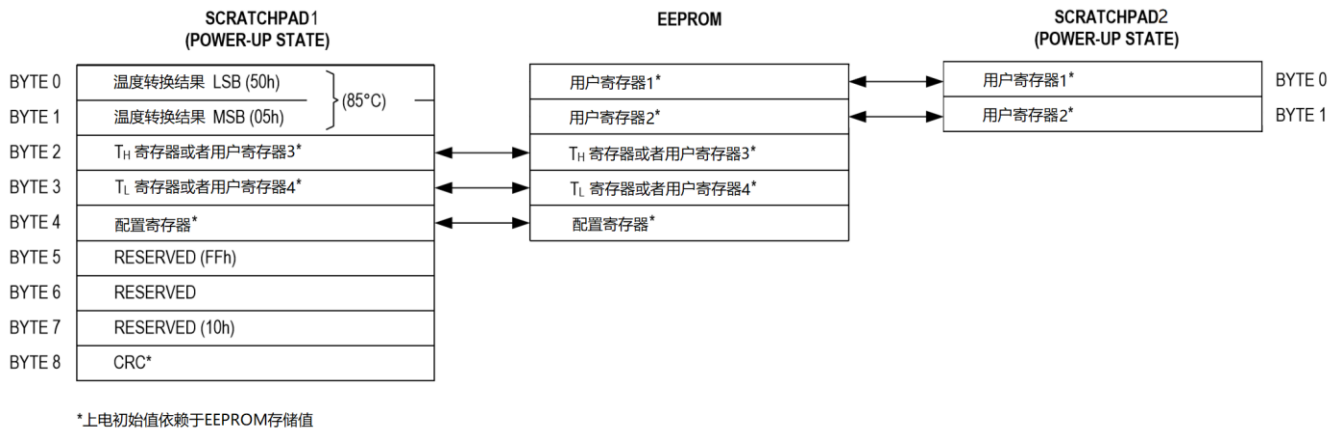 SCRATCHPAD1
(POWER-UP STATE)
EEPROM
SCRATCHPAD2
(POWER-UP STATE)
BYTE 0 温度转换结果 LSB (50h) 用户寄存器1* 用户寄存器1* BYTE 0
(85°C)
BYTE 1 温度转换结果 MSB (05h) 用户寄存器2* 用户寄存器2* BYTE 1
BYTE 2 TH 寄存器或者用户寄存器3* TH 寄存器或者用户寄存器3*
BYTE 3 TL 寄存器或者用户寄存器4* TL 寄存器或者用户寄存器4*
BYTE 4 配置寄存器* 配置寄存器*
BYTE 5 RESERVED (FFh)
BYTE 6 RESERVED
BYTE 7 RESERVED (10h)
BYTE 8 CRC*
*上电初始值依赖于EEPROM存储值